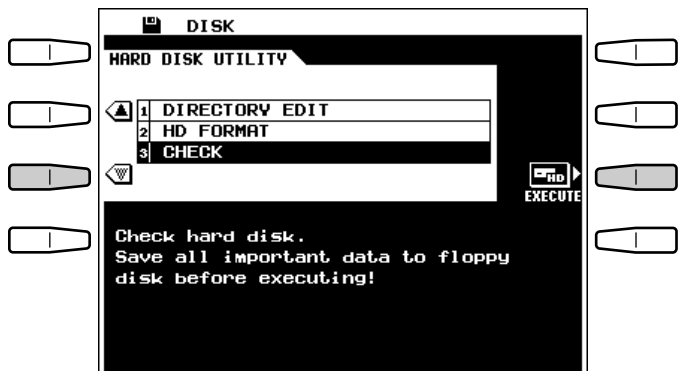 DISK
HARD DISK UTILITY
1 DIRECTORY EDIT
2 HD FORMAT
3 CHECK
HD
EXECUTE
Check hard disk.
Save all important data to floppy
disk before executing!